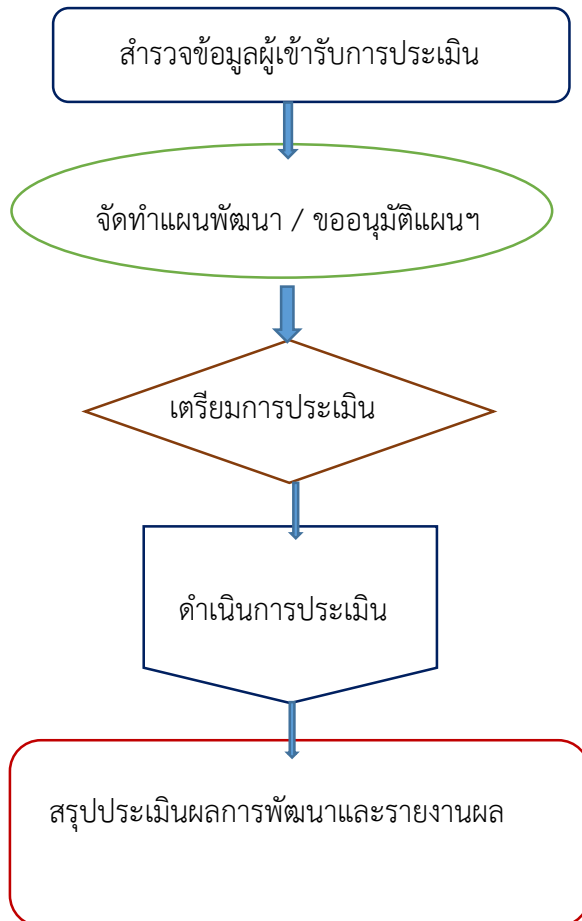 สำรวจข้อมูลผู้เข้ารับการประเมิน
จัดทำแผนพัฒนา / ขออนุมัติแผนฯ
เตรียมการประเมิน
ดำเนินการประเมิน
สรุปประเมินผลการพัฒนาและรายงานผล